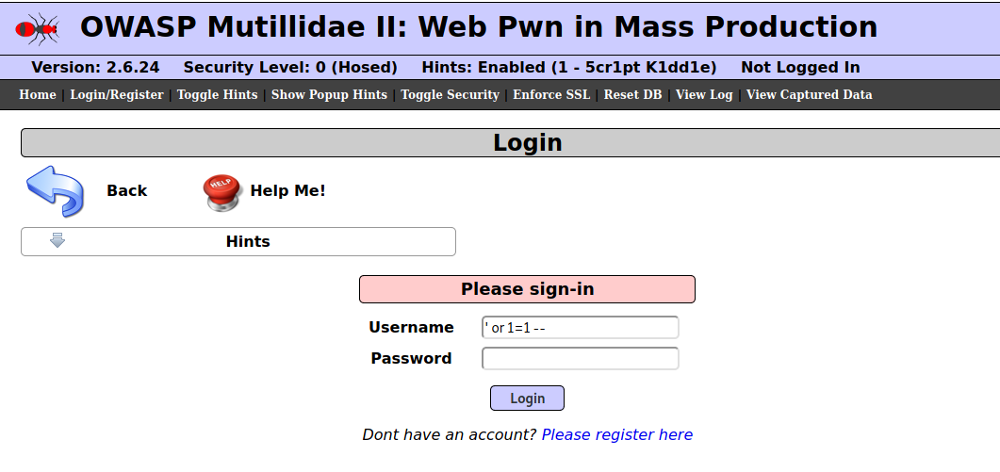 OWASP Mutillidae II: Web Pwn in Mass Production
Version: 2.6.24 Security Level: 0 (Hosed) Hints: Enabled (1 - 5cr1pt K1dd1e) Not Logged In
Home | Login/Register | Toggle Hints | Show Popup Hints | Toggle Security | Enforce SSL | Reset DB | View Log | View Captured Data
Login
Back HELP Help Me!
Hints
Please sign-in
Username ' or 1=1 --
Password
Login
Dont have an account? Please register here